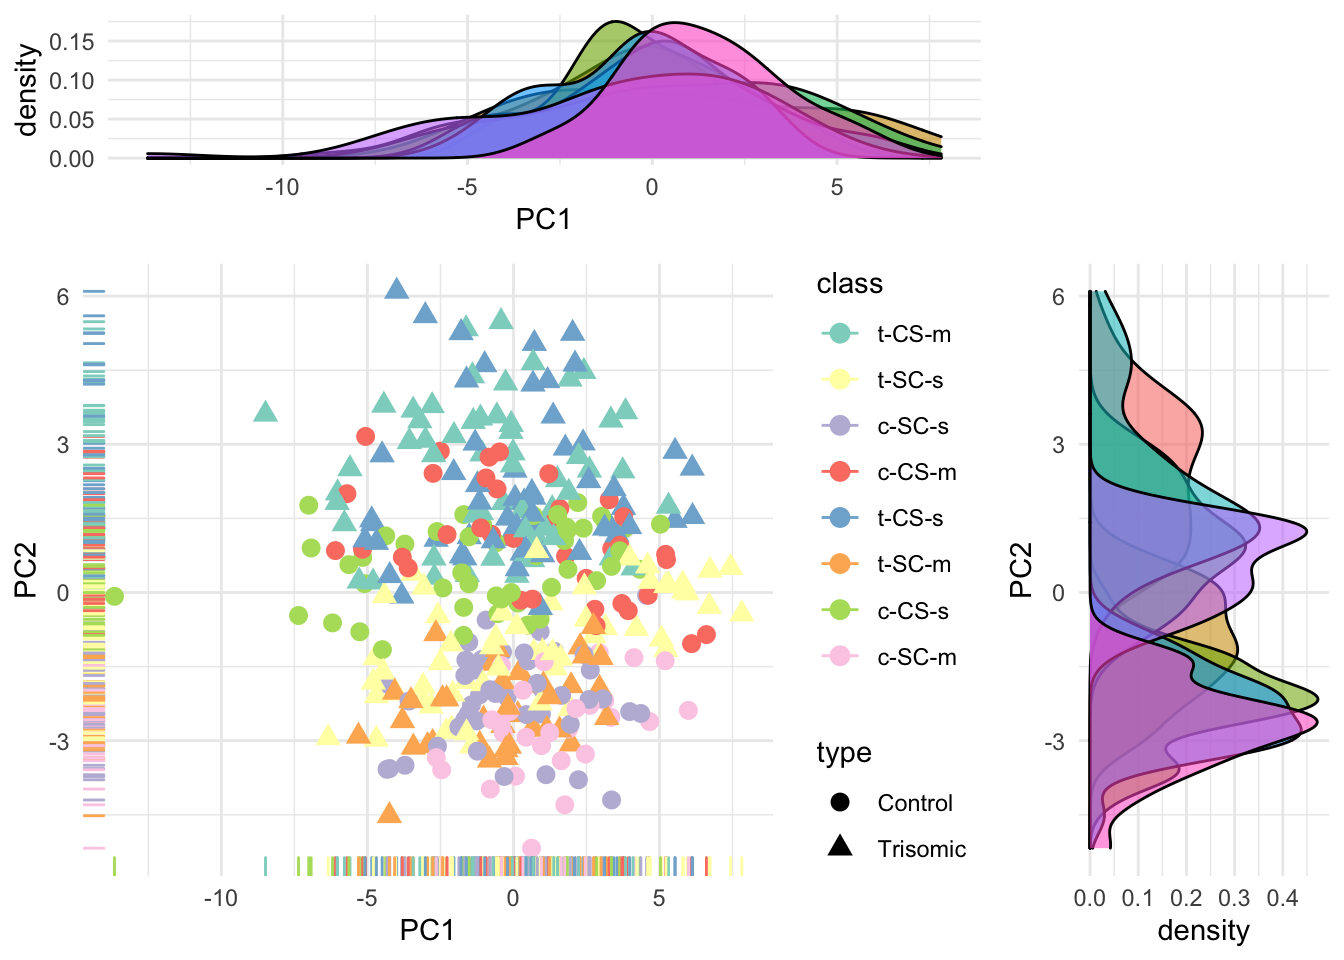 density
0.15
0.10
0.05
0.00
-10 -5 0 5
PC1
PC2
6
3
0
-3
-10 -5 0 5
PC1
class
t-CS-m
t-SC-s
c-SC-s
c-CS-m
t-CS-s
t-SC-m
c-CS-s
c-SC-m
type
Control
Trisomic
PC2
6
3
0
-3
0.0 0.1 0.2 0.3 0.4
density